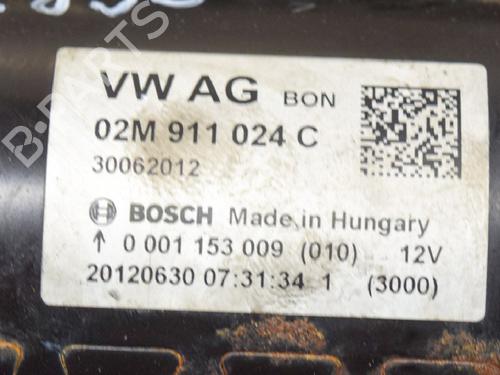 VW AG BON
02M 911 024 C
30062012
BOSCH Made in Hungary
↑ 0 001 153 009 (010) 12V
20120630 07:31:34 1 (3000)
B-PARTS